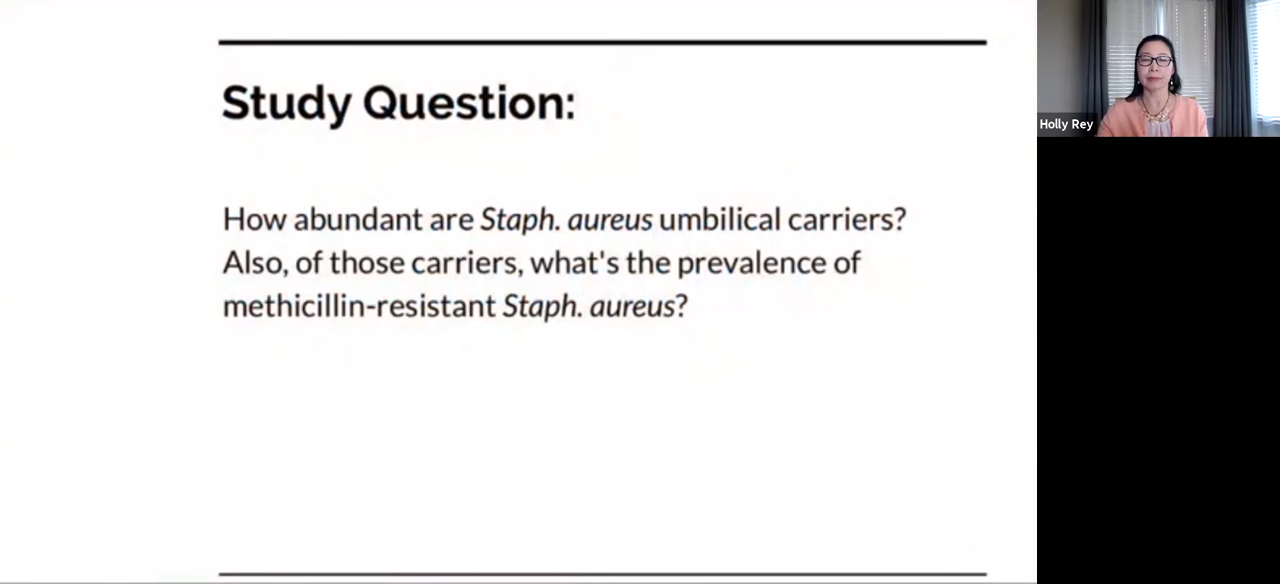 Study Question:
How abundant are Staph. aureus umbilical carriers?
Also, of those carriers, what's the prevalence of
methicillin-resistant Staph. aureus?
Holly Rey